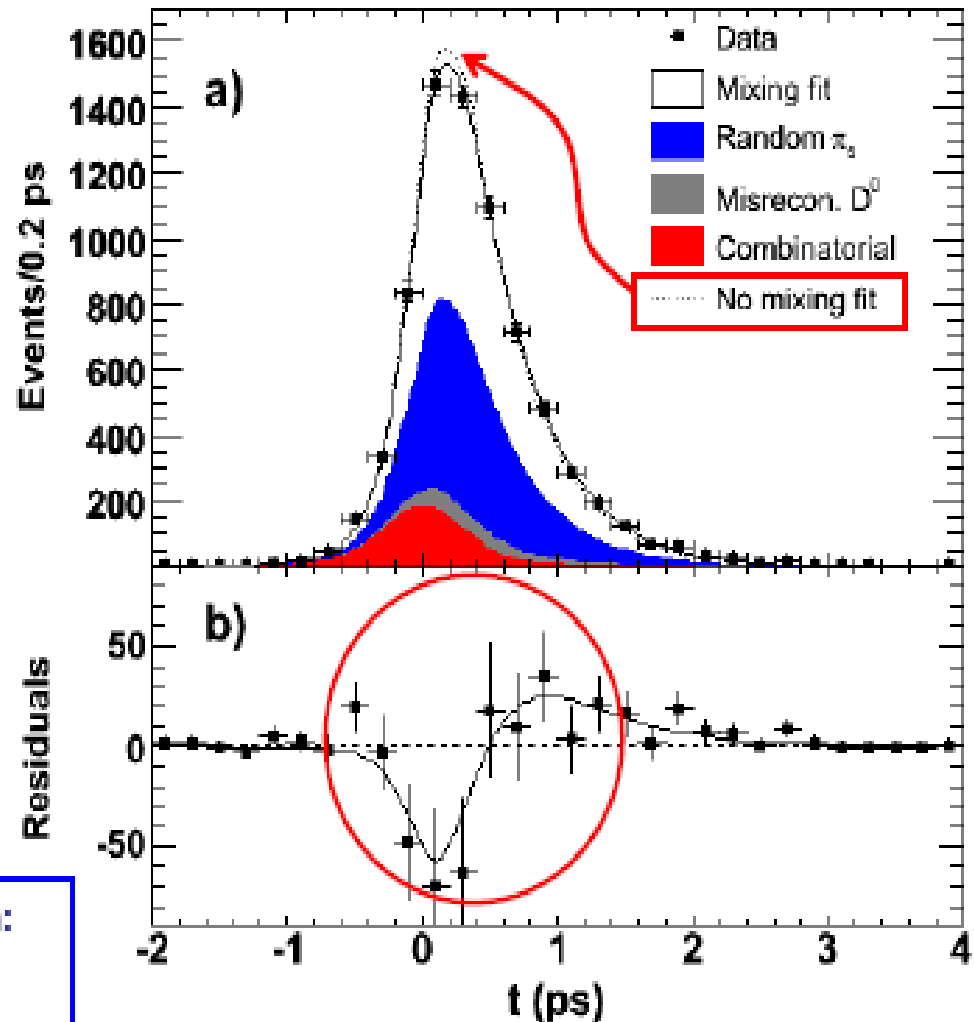 Events/0.2 ps
1600
1400
1200
1000
800
600
400
200
a)
Data
Mixing fit
Random πs
Misrecon. D⁰
Combinatorial
No mixing fit
Residuals
50
0
-50
b)
-2 -1 0 1 2 3 4
t (ps)